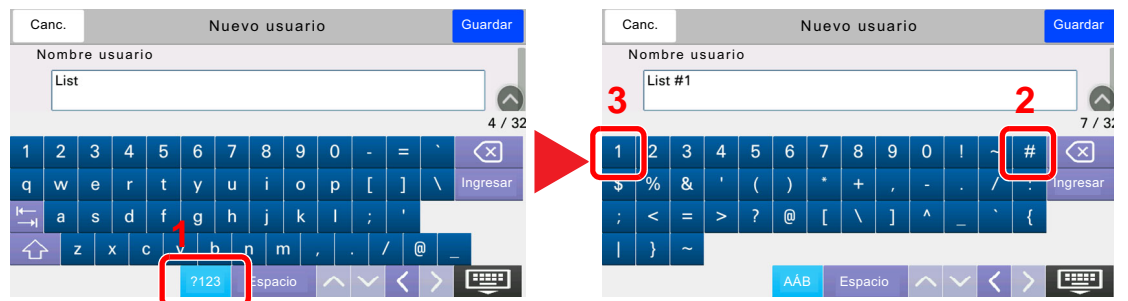 Canc. Nuevo usuario Guardar
Nombre usuario
List
4 / 32
1 2 3 4 5 6 7 8 9 0 - = `
q w e r t y u i o p [ ] \ Ingresar
a s d f g h j k l ; '
1
z x c v b n m , . / @ _
?123 Espacio
Canc. Nuevo usuario Guardar
Nombre usuario
List #1
3 2
7 / 32
1 2 3 4 5 6 7 8 9 0 ! ~ #
$ % & ' ( ) * + , - . / : Ingresar
; < = > ? @ [ \ ] ^ _ ` {
| } ~
AÁB Espacio